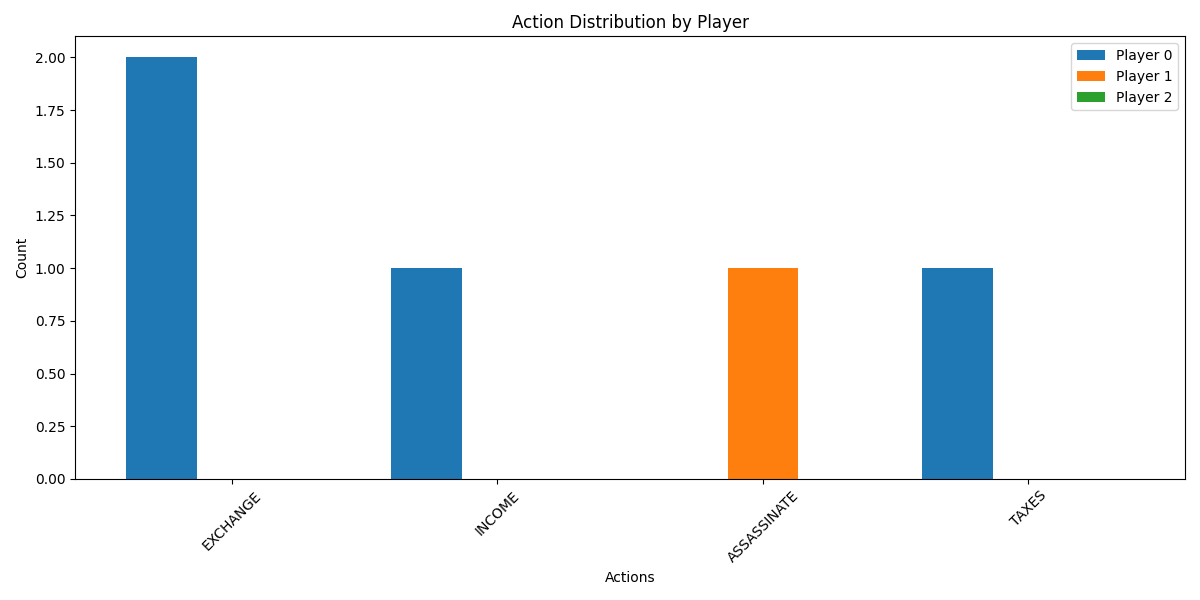 Action Distribution by Player
Player 0
Player 1
Player 2
Count
2.00
1.75
1.50
1.25
1.00
0.75
0.50
0.25
0.00
EXCHANGE
INCOME
ASSASSINATE
TAXES
Actions